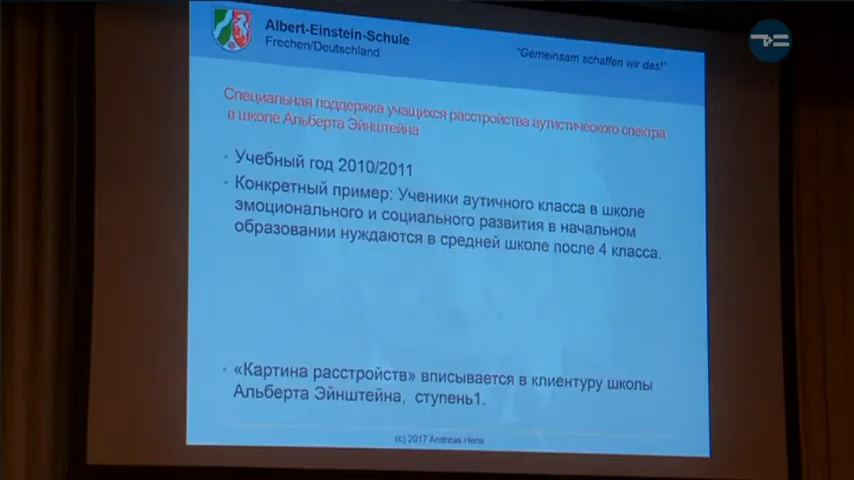 Albert-Einstein-Schule
Frechen/Deutschland
"Gemeinsam schaffen wir das!"
Специальная поддержка учащихся расстройства аутистического спектра
в школе Альберта Эйнштейна
• Учебный год 2010/2011
• Конкретный пример: Ученики аутичного класса в школе
эмоционального и социального развития в начальном
образовании нуждаются в средней школе после 4 класса.
• «Картина расстройств» вписывается в клиентуру школы
Альберта Эйнштейна, ступень1.
(c) 2017 Andreas Hens